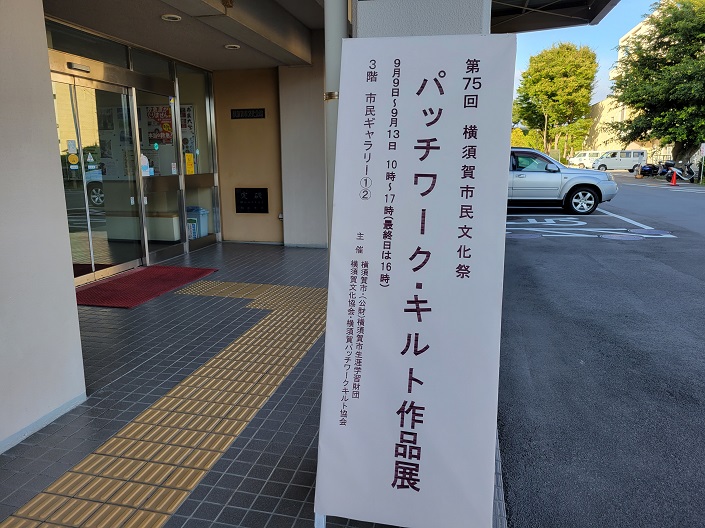 第75回 横須賀市民文化祭
パッチワーク・キルト作品展
9月9日~9月13日 10時~17時(最終日は16時)
3階 市民ギャラリー①②
主催 横須賀市・(公財)横須賀市生涯学習財団
横須賀文化協会・横須賀パッチワークキルト協会